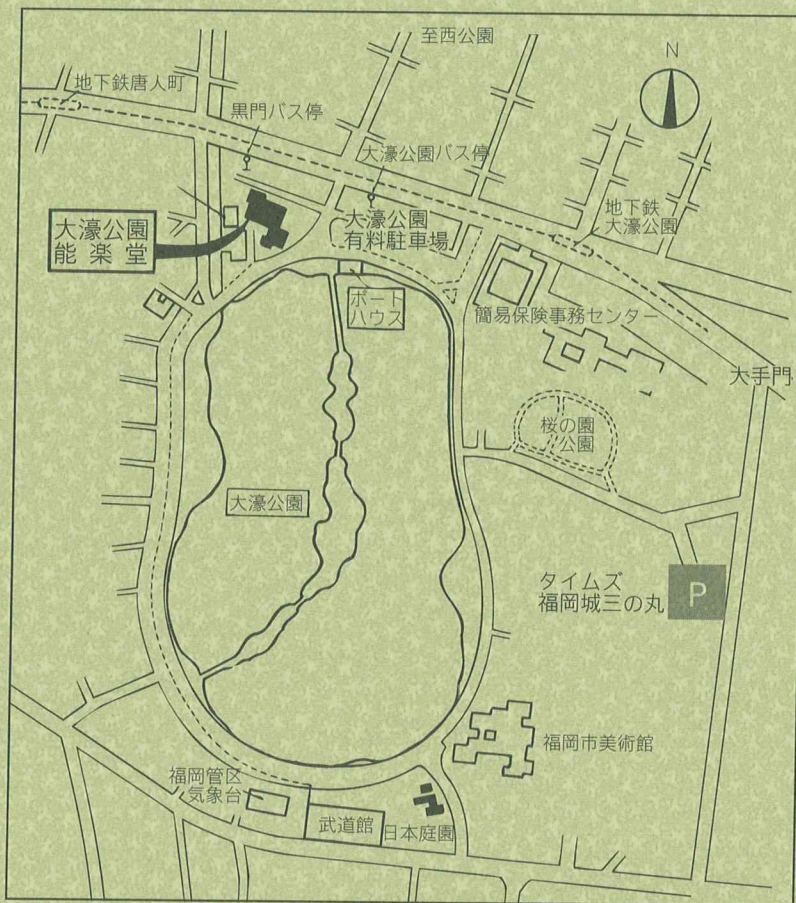 至西公園
N
地下鉄唐人町
黒門バス停
大濠公園バス停
大濠公園
能楽堂
大濠公園
有料駐車場
地下鉄
大濠公園
ボート
ハウス
簡易保険事務センター
大手門
桜の園
公園
大濠公園
タイムズ
福岡城三の丸
P
福岡市美術館
福岡管区
気象台
武道館
日本庭園